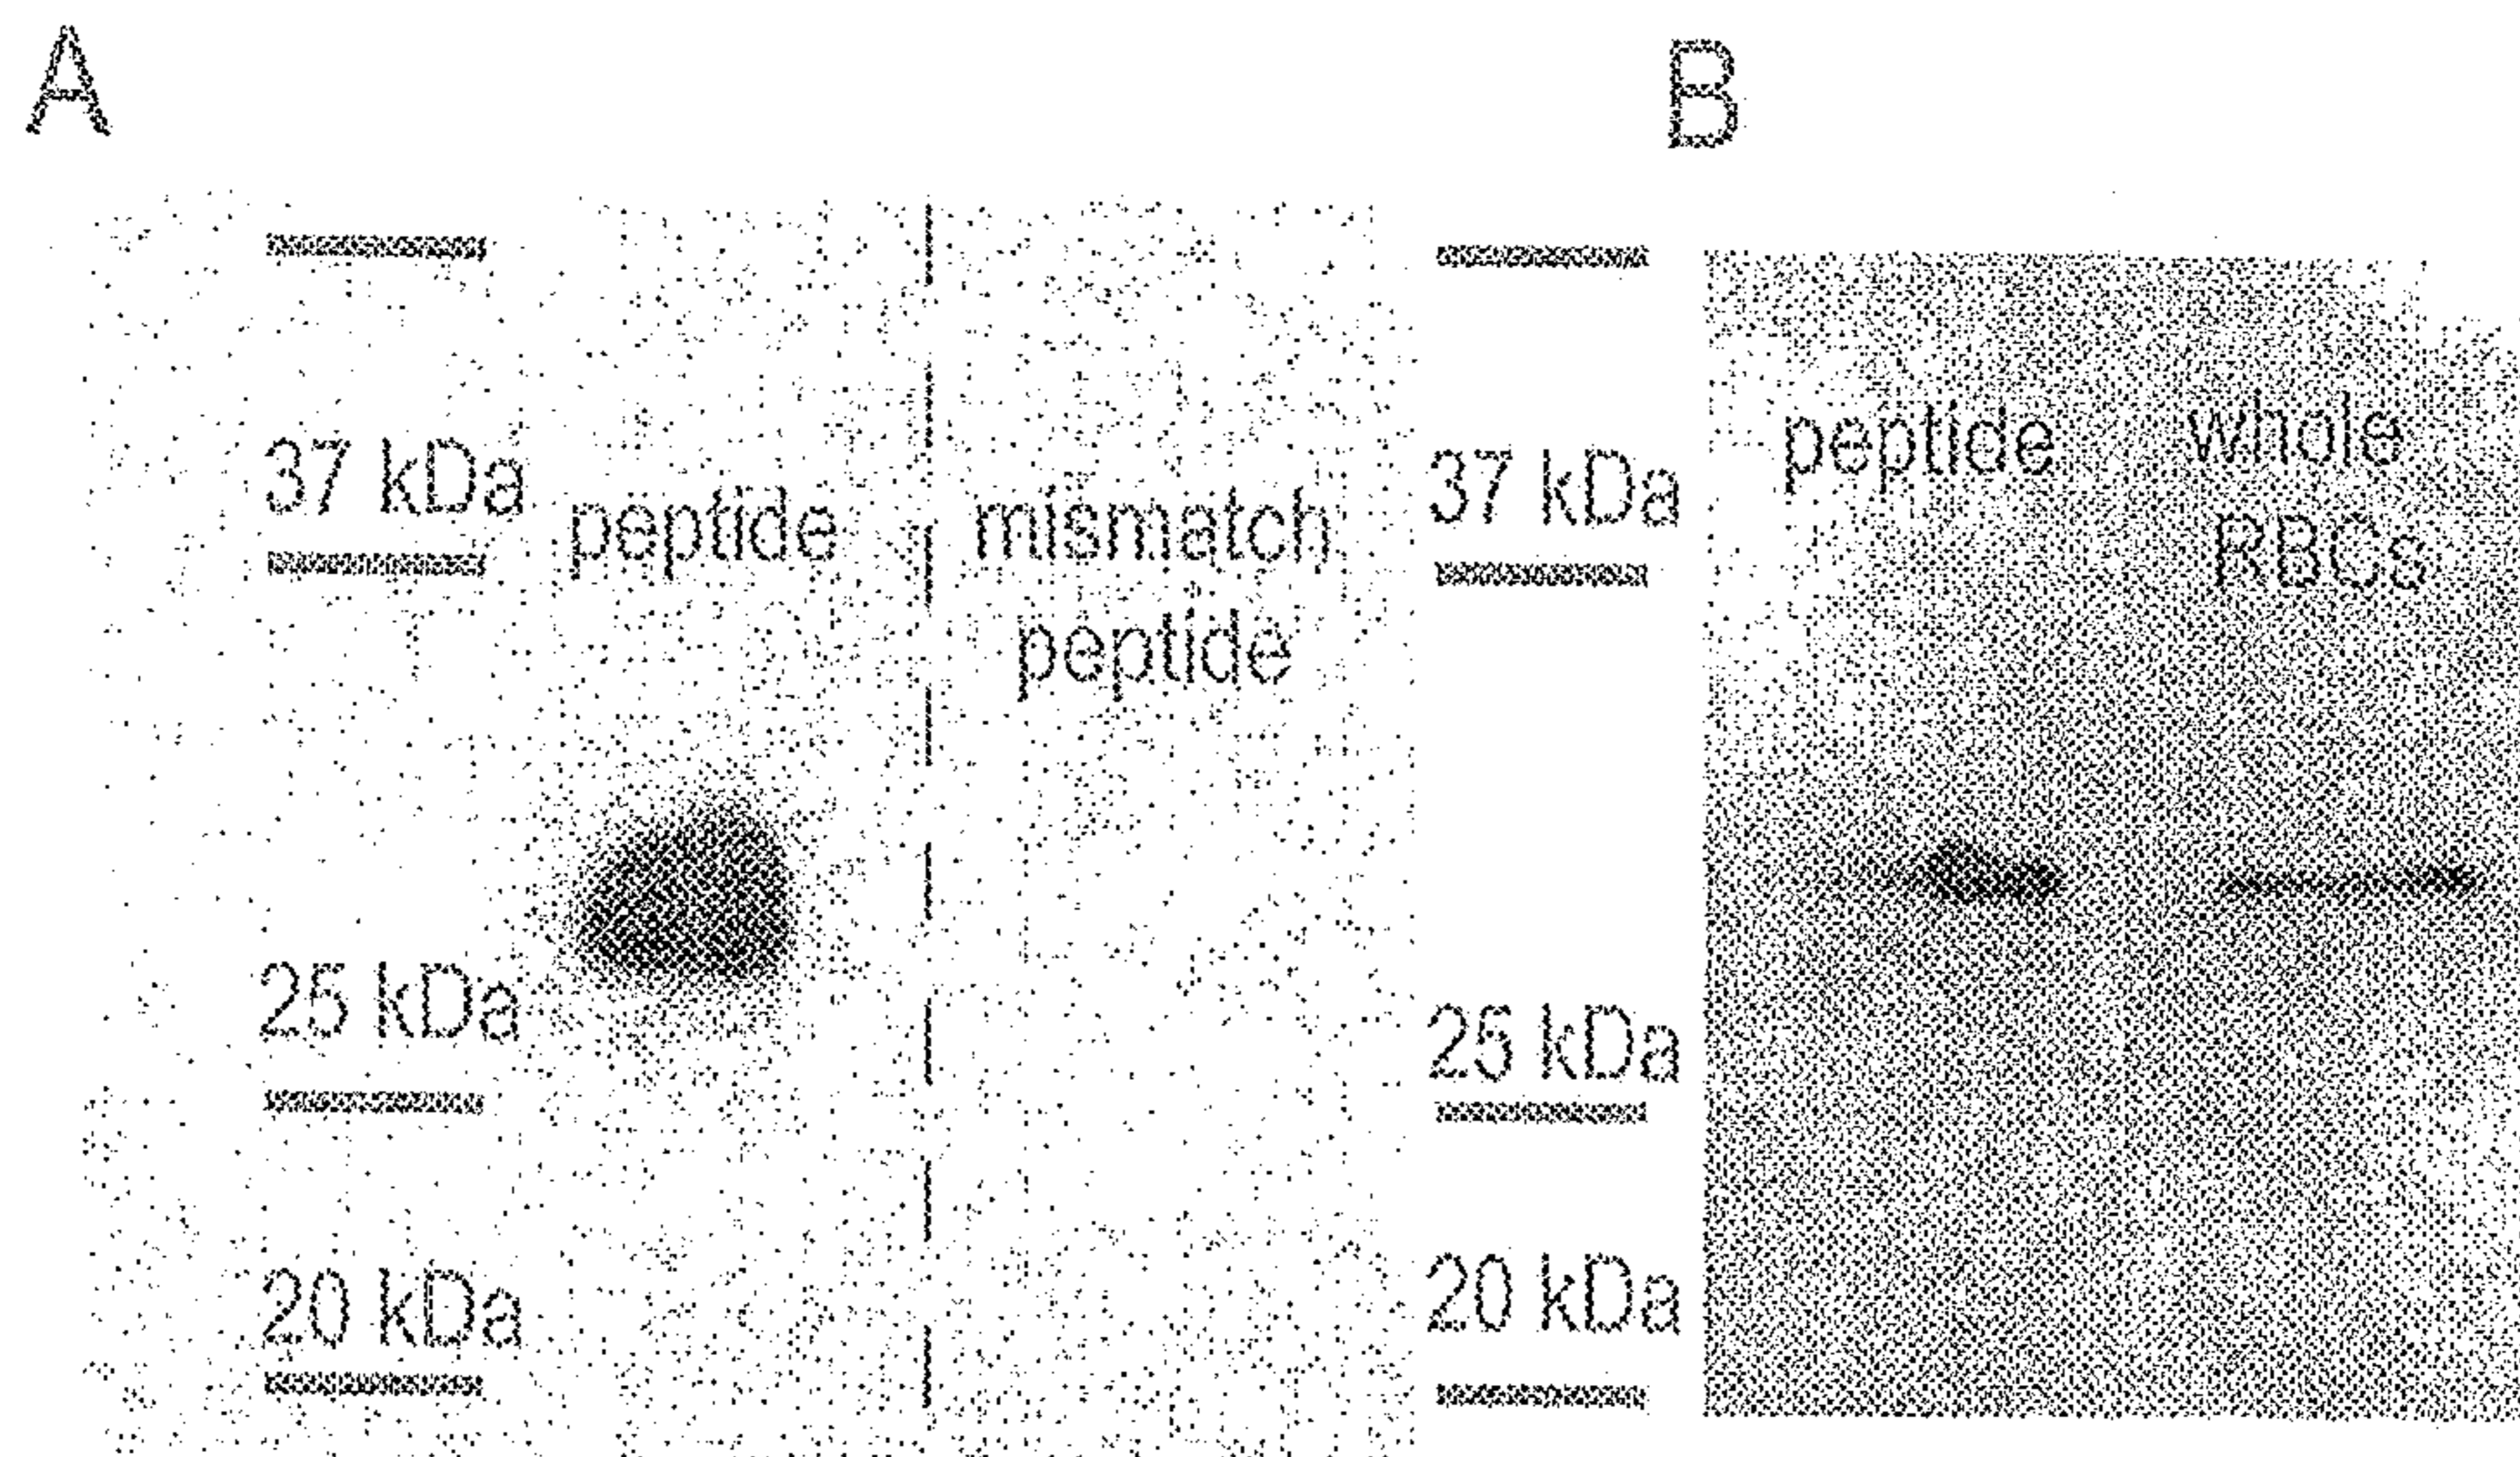 A
37 kDa
peptide
mismatch
peptide
25 kDa
20 kDa
B
37 kDa
peptide
whole
RBCs
25 kDa
20 kDa